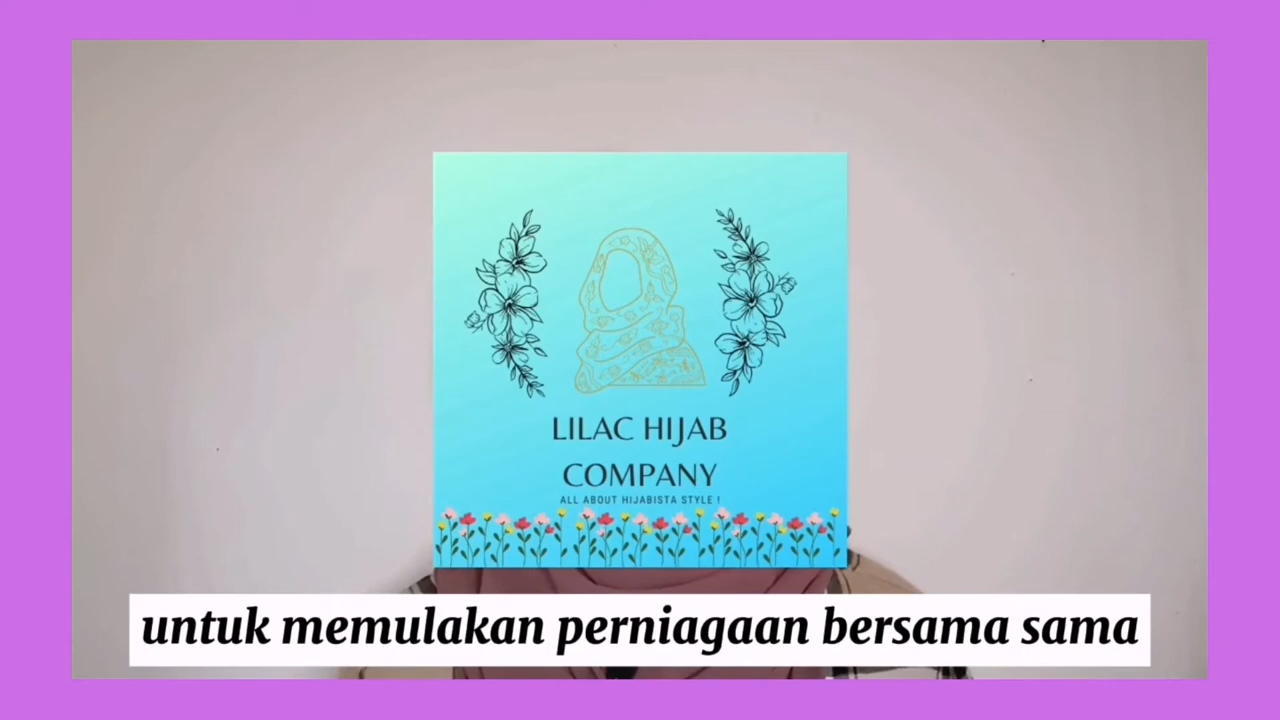 LILAC HIJAB
COMPANY
ALL ABOUT HIJABISTA STYLE !
untuk memulakan perniagaan bersama sama